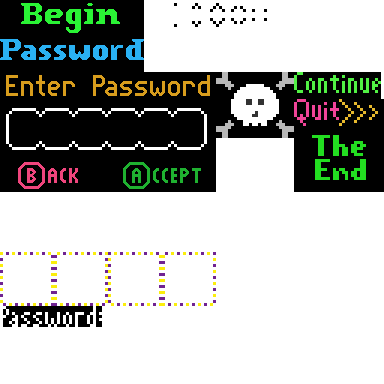 Begin
Password
Enter Password
Continue
Quit>>>
The
End
BACK
ACCEPT
Password